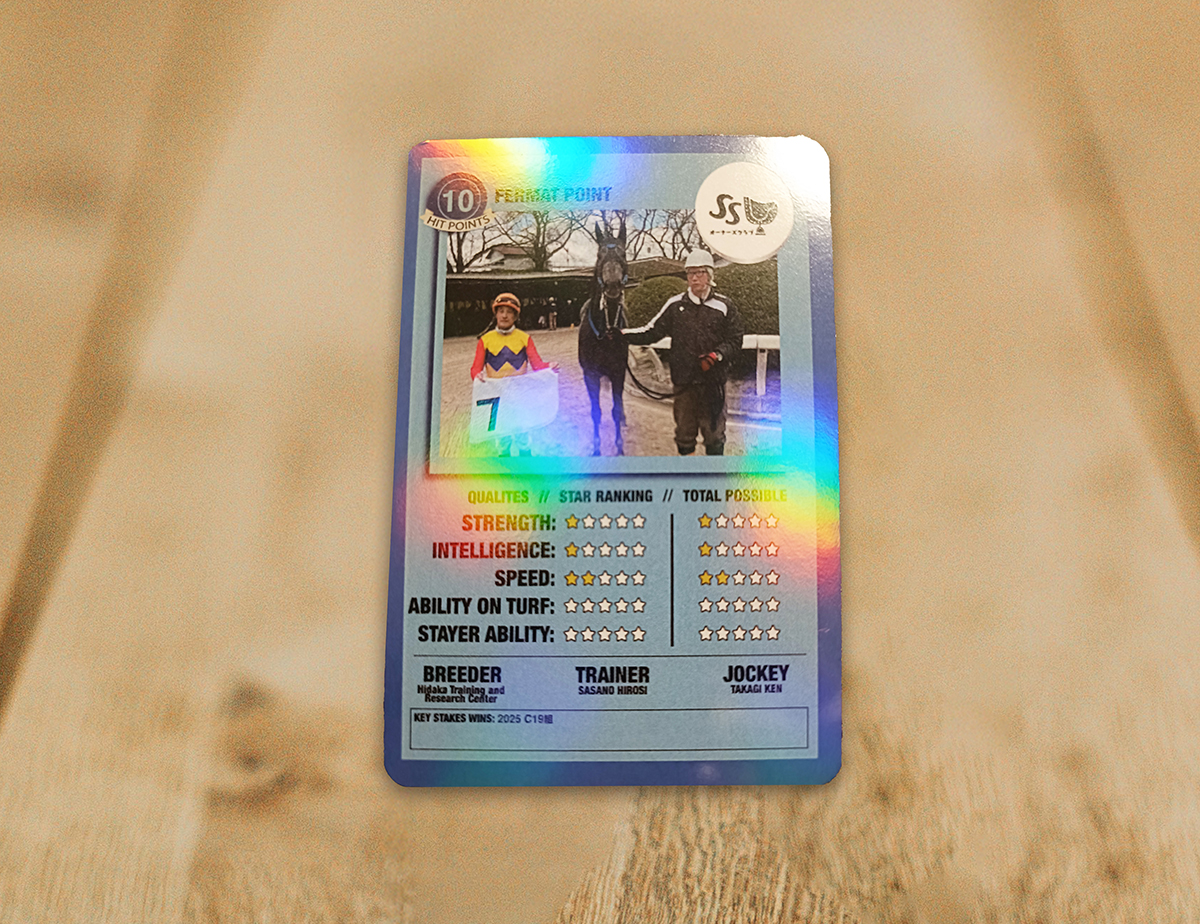 10
HIT POINTS
FERMAT POINT
SS
オーナーズクラブ
7
QUALITES // STAR RANKING // TOTAL POSSIBLE
STRENGTH:
INTELLIGENCE:
SPEED:
ABILITY ON TURF:
STAYER ABILITY:
BREEDER
Hidaka Training and
Research Center
TRAINER
SASANO HIROSI
JOCKEY
TAKAGI KEN
KEY STAKES WINS: 2025 C19組